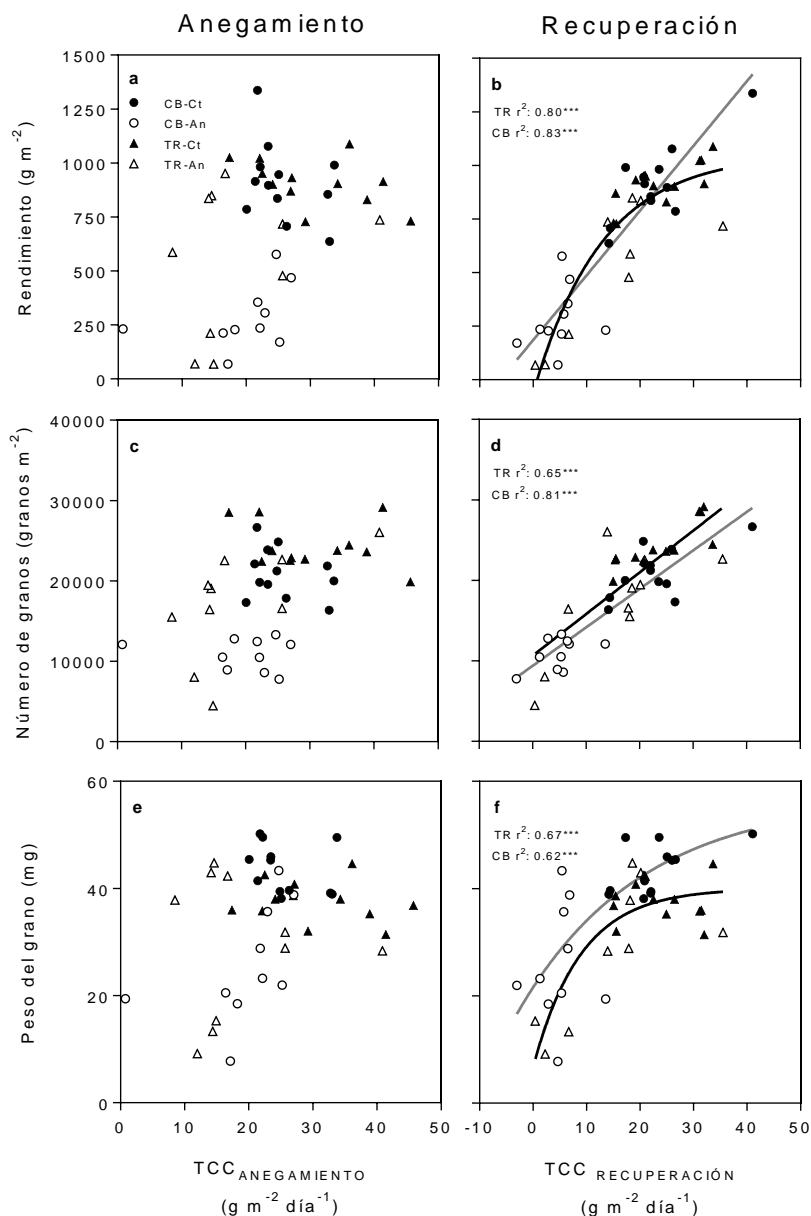 Anegamiento
Recuperación
Rendimiento (g m-2)
1500
1250
1000
750
500
250
0
a
CB-Ct
CB-An
TR-Ct
TR-An
b
TR r2: 0.80***
CB r2: 0.83***
Número de granos (granos m-2)
40000
30000
20000
10000
0
c
d
TR r2: 0.65***
CB r2: 0.81***
Peso del grano (mg)
60
40
20
0
e
f
TR r2: 0.67***
CB r2: 0.62***
0 10 20 30 40 50
-10 0 10 20 30 40 50
TCC ANEGAMIENTO
(g m-2 día-1)
TCC RECUPERACIÓN
(g m-2 día-1)